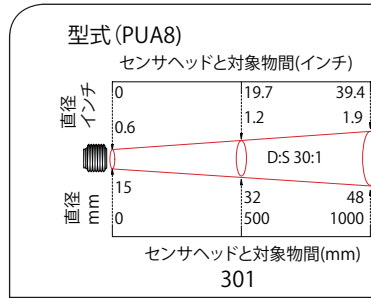 型式(PUA8)
センサヘッドと対象物間(インチ)
直径
インチ
0 19.7 39.4
0.6 1.2 1.9
D:S 30:1
直径
mm
15 32 48
0 500 1000
センサヘッドと対象物間(mm)
301